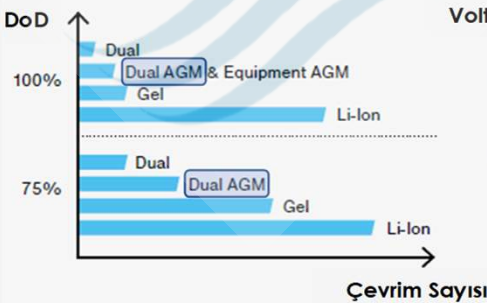 DoD
Volt
Dual
100%
Dual AGM & Equipment AGM
Gel
Li-Ion
Dual
75%
Dual AGM
Gel
Li-Ion
Çevrim Sayısı